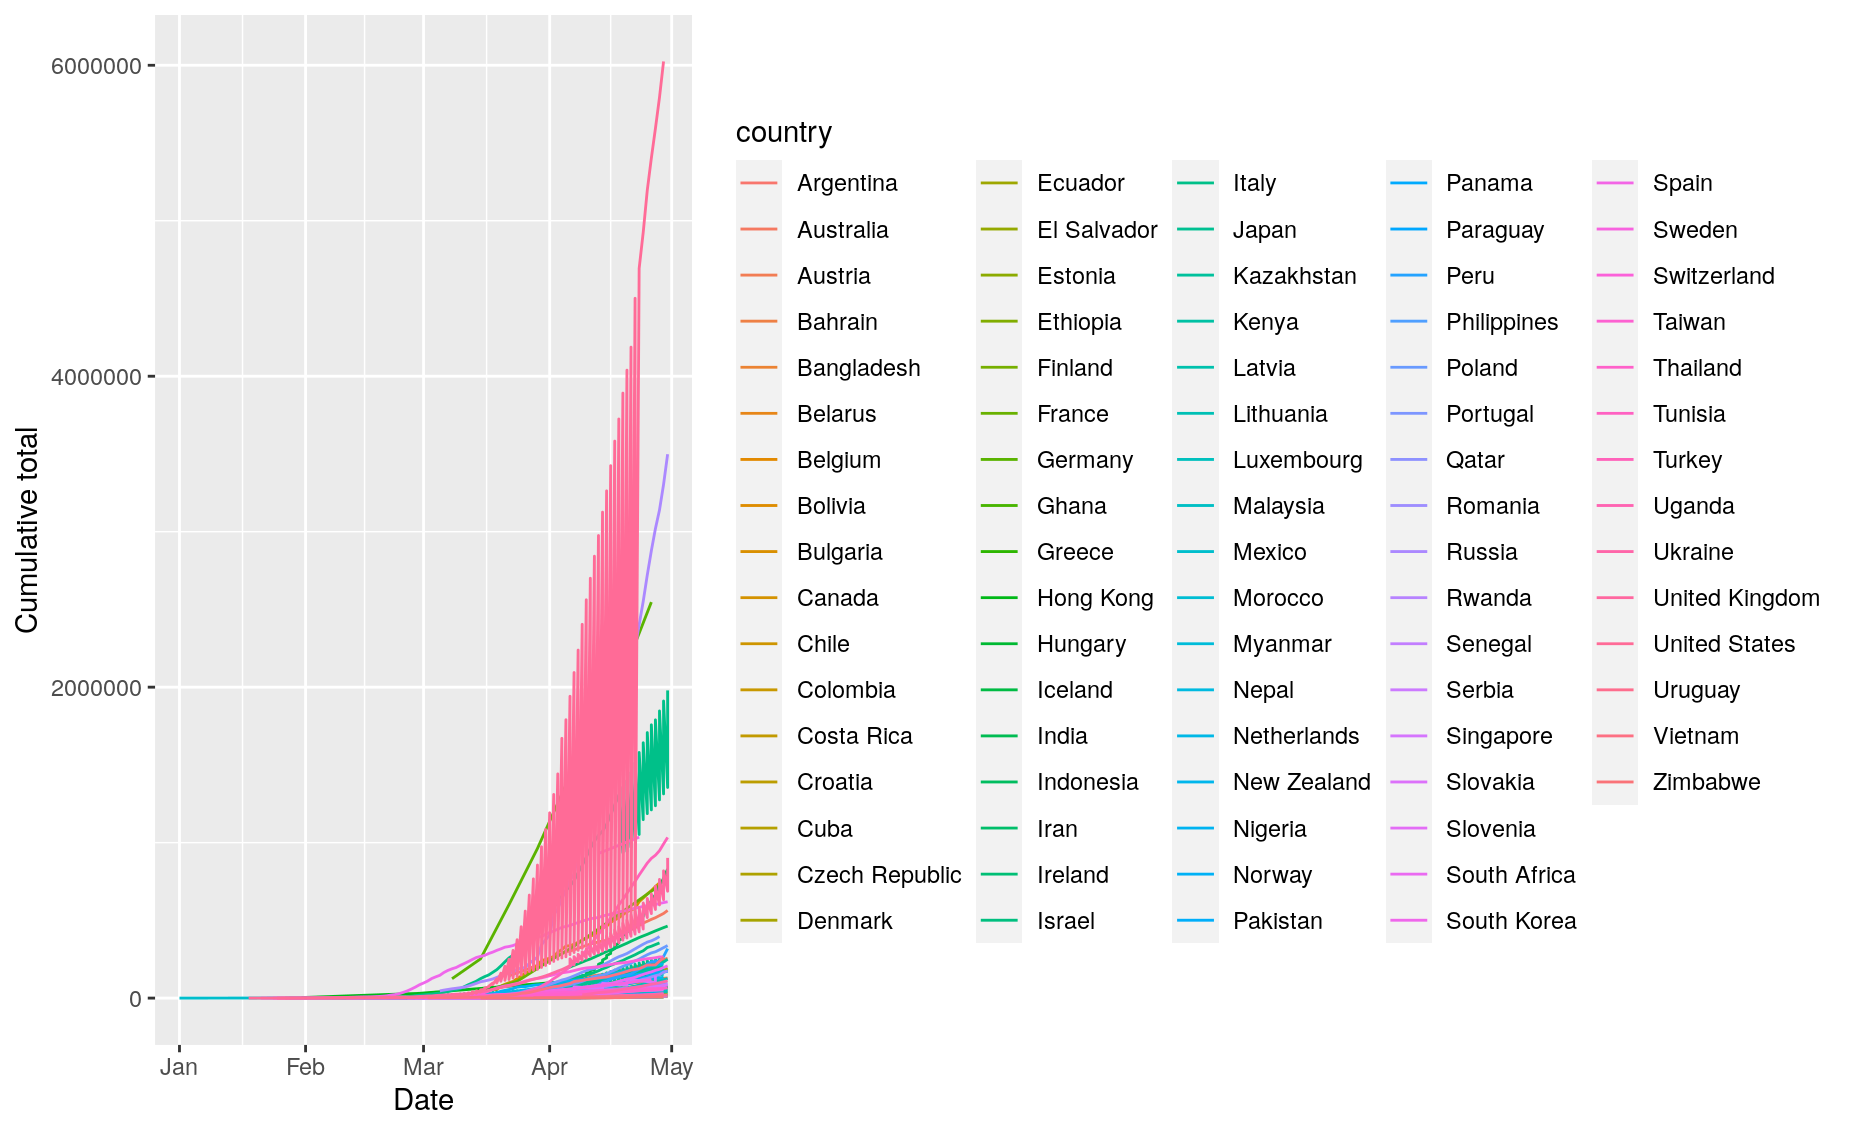 6000000
4000000
2000000
0
Cumulative total
Jan Feb Mar Apr May
Date
country
Argentina Ecuador Italy Panama Spain
Australia El Salvador Japan Paraguay Sweden
Austria Estonia Kazakhstan Peru Switzerland
Bahrain Ethiopia Kenya Philippines Taiwan
Bangladesh Finland Latvia Poland Thailand
Belarus France Lithuania Portugal Tunisia
Belgium Germany Luxembourg Qatar Turkey
Bolivia Ghana Malaysia Romania Uganda
Bulgaria Greece Mexico Russia Ukraine
Canada Hong Kong Morocco Rwanda United Kingdom
Chile Hungary Myanmar Senegal United States
Colombia Iceland Nepal Serbia Uruguay
Costa Rica India Netherlands Singapore Vietnam
Croatia Indonesia New Zealand Slovakia Zimbabwe
Cuba Iran Nigeria Slovenia
Czech Republic Ireland Norway South Africa
Denmark Israel Pakistan South Korea